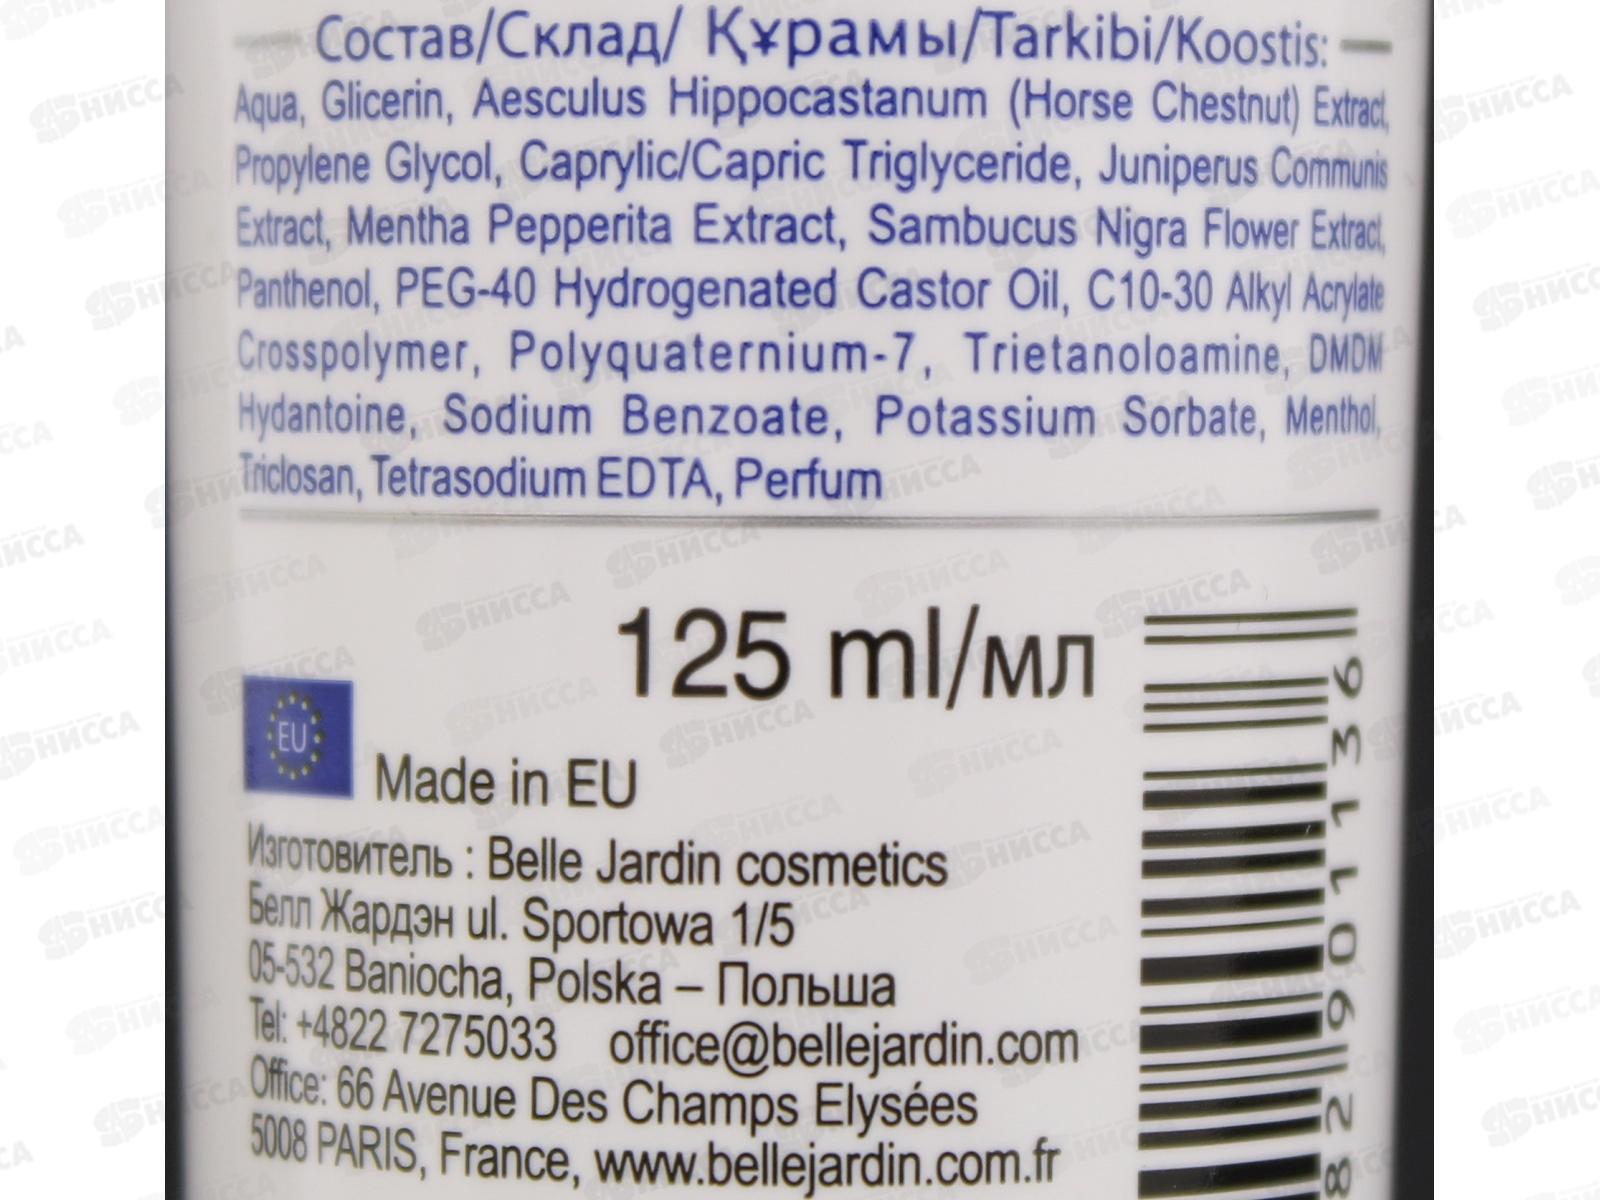 Состав/Склад/ Құрамы/Tarkibi/Koostis:
Aqua, Glicerin, Aesculus Hippocastanum (Horse Chestnut) Extract,
Propylene Glycol, Caprylic/Capric Triglyceride, Juniperus Communis
Extract, Mentha Pepperita Extract, Sambucus Nigra Flower Extract,
Panthenol, PEG-40 Hydrogenated Castor Oil, C10-30 Alkyl Acrylate
Crosspolymer, Polyquaternium-7, Trietanoloamine, DMDM
Hydantoine, Sodium Benzoate, Potassium Sorbate, Menthol,
Triclosan, Tetrasodium EDTA, Perfum
125 ml/мл
EU
Made in EU
Изготовитель : Belle Jardin cosmetics
Белл Жардэн ul. Sportowa 1/5
05-532 Baniocha, Polska – Польша
Tel: +4822 7275033 office@bellejardin.com
Office: 66 Avenue Des Champs Elysées
5008 PARIS, France, www.bellejardin.com.fr
82901136
НИССА